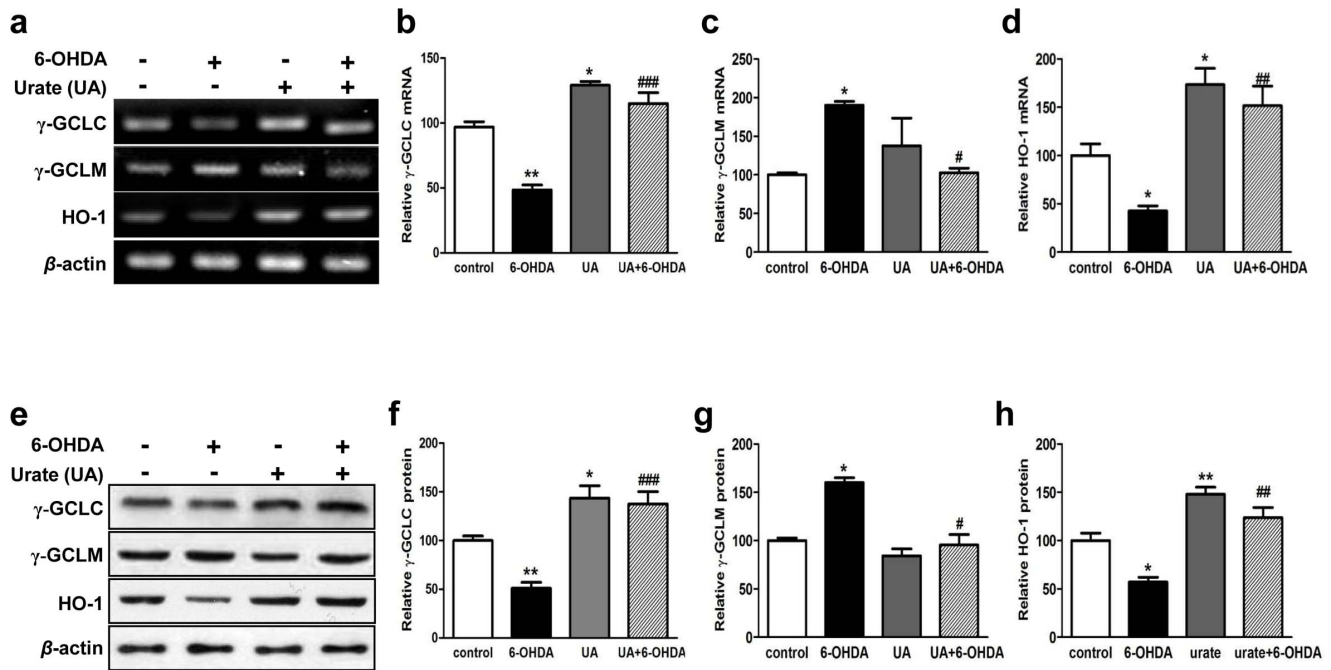 a
6-OHDA - + - +
Urate (UA) - - + +
γ-GCLC
γ-GCLM
HO-1
β-actin
b
Relative γ-GCLC mRNA
150
100
50
0
**
*
###
control 6-OHDA UA UA+6-OHDA
c
Relative γ-GCLM mRNA
250
200
150
100
50
0
*
#
control 6-OHDA UA UA+6-OHDA
d
Relative HO-1 mRNA
200
150
100
50
0
*
*
##
control 6-OHDA UA UA+6-OHDA
e
6-OHDA - + - +
Urate (UA) - - + +
γ-GCLC
γ-GCLM
HO-1
β-actin
f
Relative γ-GCLC protein
200
150
100
50
0
**
*
###
control 6-OHDA UA UA+6-OHDA
g
Relative γ-GCLM protein
200
150
100
50
0
*
#
control 6-OHDA UA UA+6-OHDA
h
Relative HO-1 protein
200
150
100
50
0
*
**
##
control 6-OHDA urate urate+6-OHDA